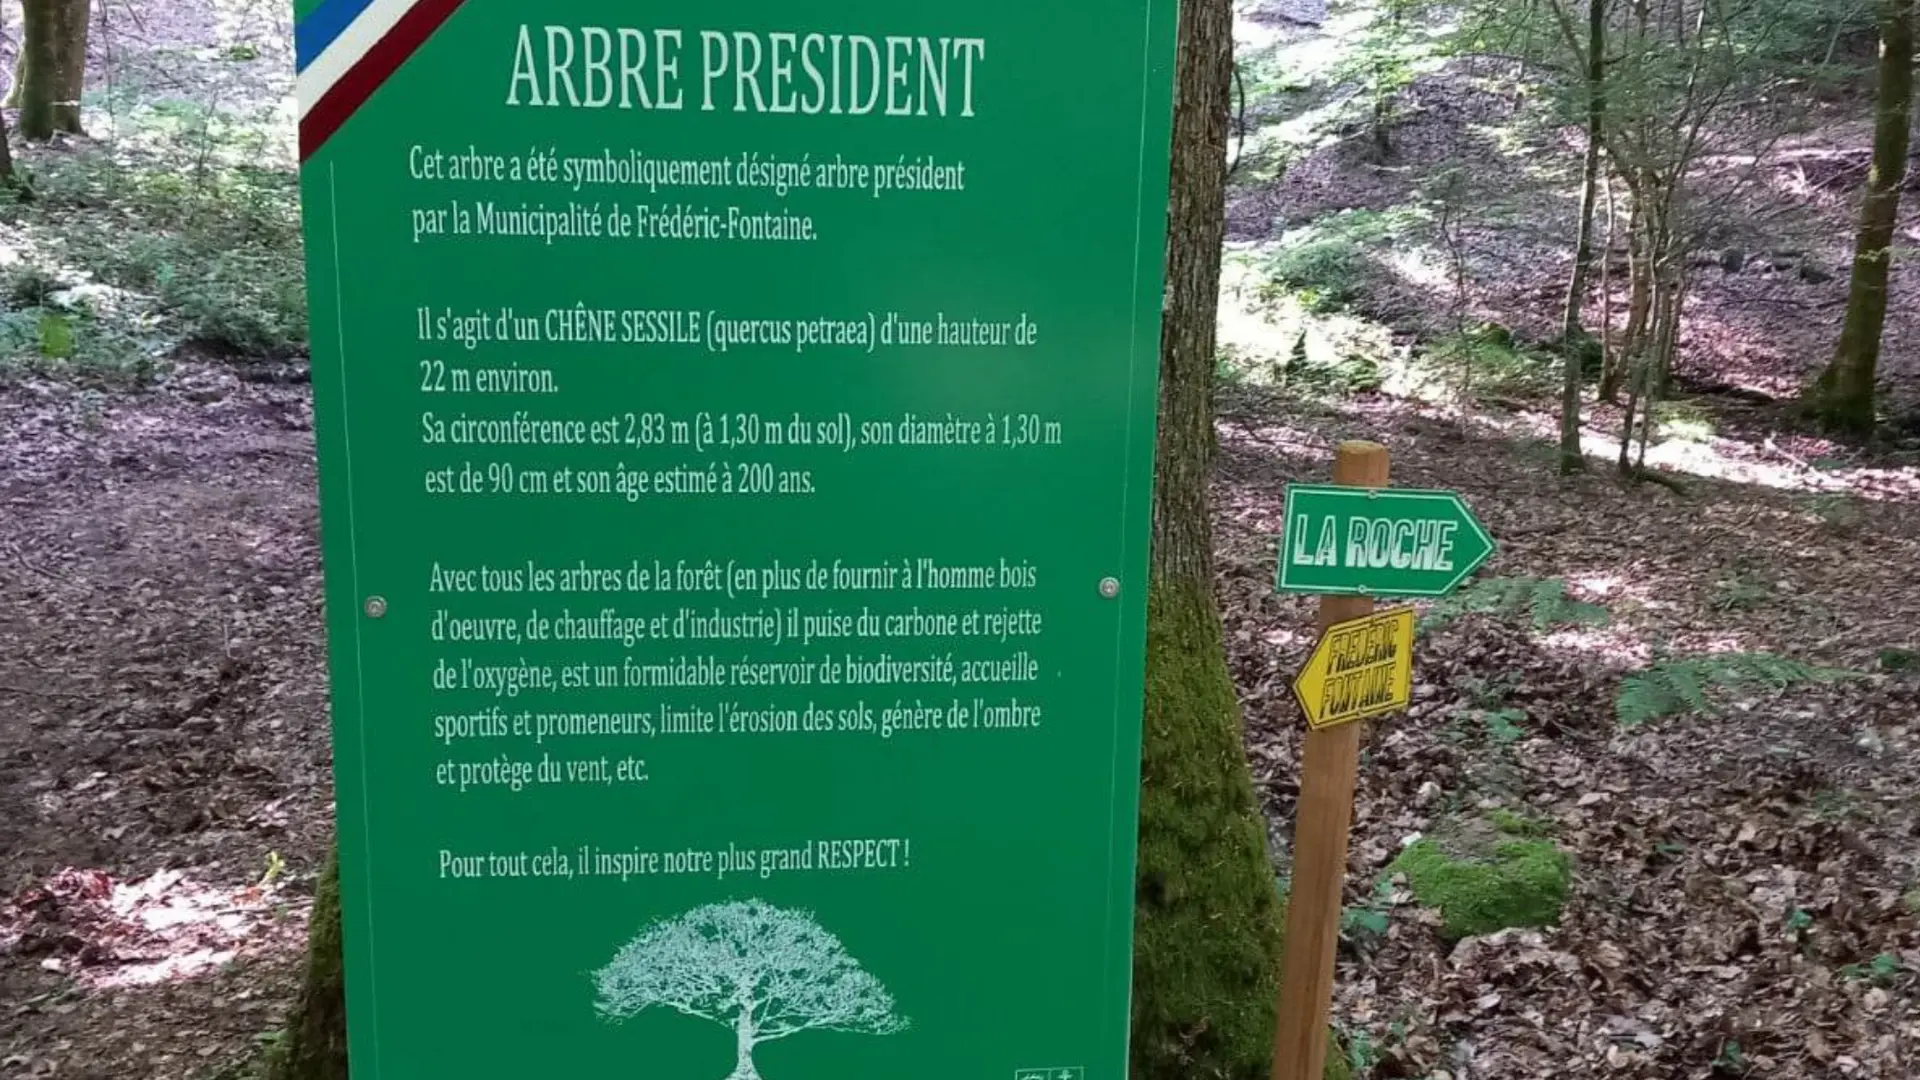 ARBRE PRESIDENT
Cet arbre a été symboliquement désigné arbre président
par la Municipalité de Frédéric-Fontaine.
Il s'agit d'un CHÊNE SESSILE (quercus petraea) d'une hauteur de
22 m environ.
Sa circonférence est 2,83 m (à 1,30 m du sol), son diamètre à 1,30 m
est de 90 cm et son âge estimé à 200 ans.
Avec tous les arbres de la forêt (en plus de fournir à l'homme bois
d'oeuvre, de chauffage et d'industrie) il puise du carbone et rejette
de l'oxygène, est un formidable réservoir de biodiversité, accueille
sportifs et promeneurs, limite l'érosion des sols, génère de l'ombre
et protège du vent, etc.
Pour tout cela, il inspire notre plus grand RESPECT !
LA ROCHE
FREDERIC
FONTAINE